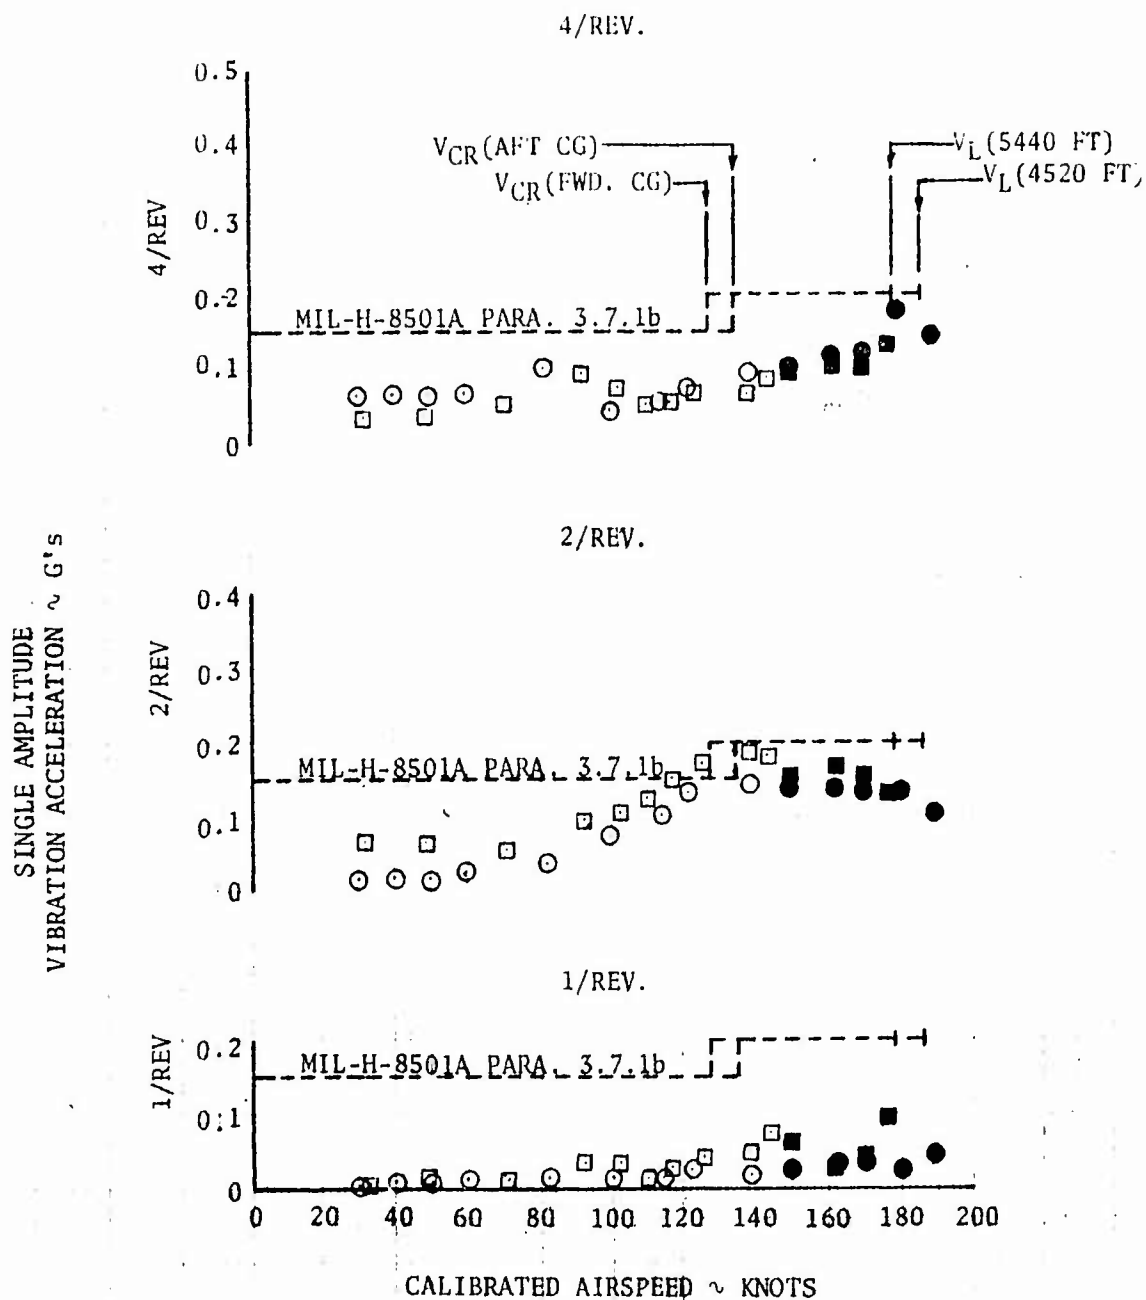 4/REV.
0.5
0.4
0.3
0.2
0.1
0
4/REV
V_CR(AFT CG)
V_CR(FWD. CG)
V_L(5440 FT)
V_L(4520 FT)
MIL-H-8501A PARA. 3.7.1b
SINGLE AMPLITUDE
VIBRATION ACCELERATION ~ G's
2/REV.
0.4
0.3
0.2
0.1
0
2/REV
MIL-H-8501A PARA. 3.7.1b
1/REV.
0.2
0.1
0
1/REV
MIL-H-8501A PARA. 3.7.1b
0 20 40 60 80 100 120 140 160 180 200
CALIBRATED AIRSPEED ~ KNOTS